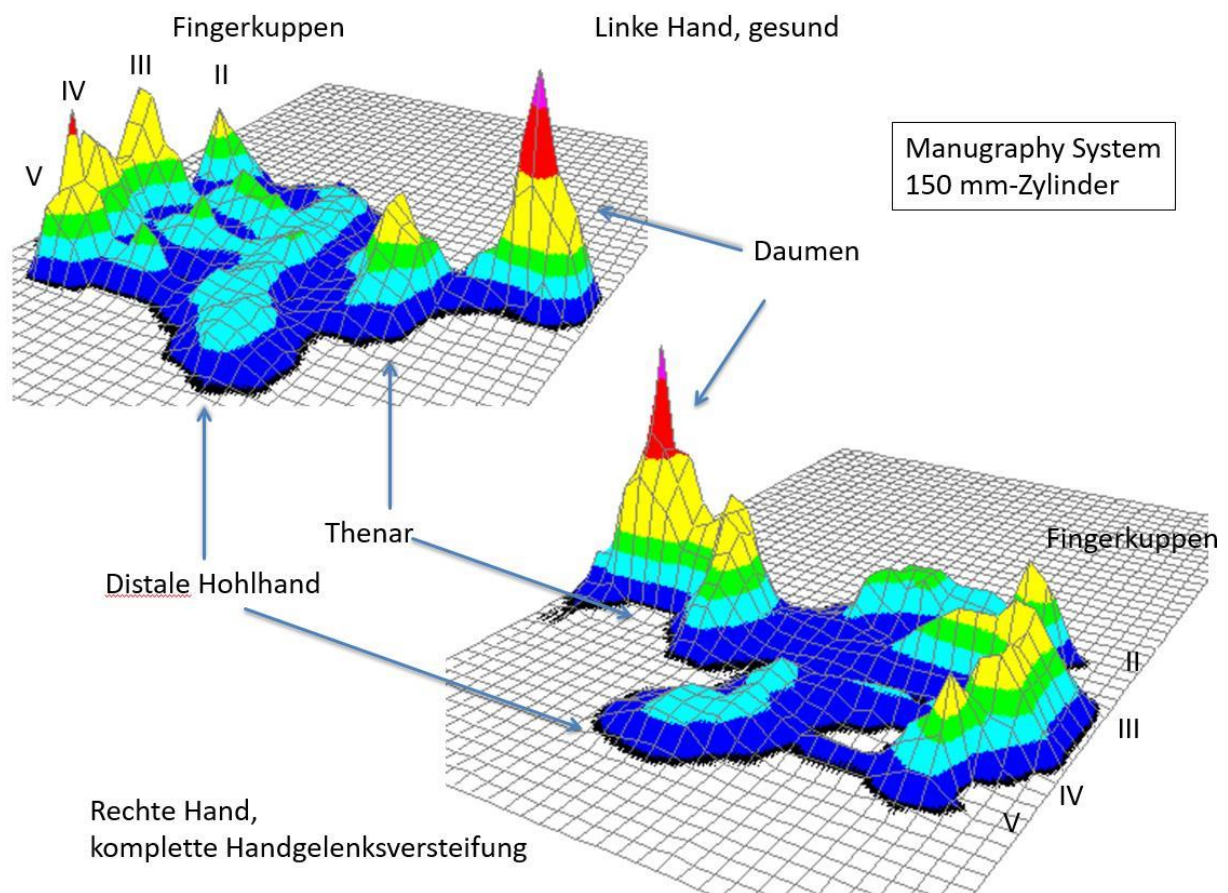 Fingerkuppen
Linke Hand, gesund
III
II
IV
V
Manugraphy System
150 mm-Zylinder
Daumen
Thenar
Fingerkuppen
Distale Hohlhand
II
III
IV
V
Rechte Hand,
komplette Handgelenksversteifung